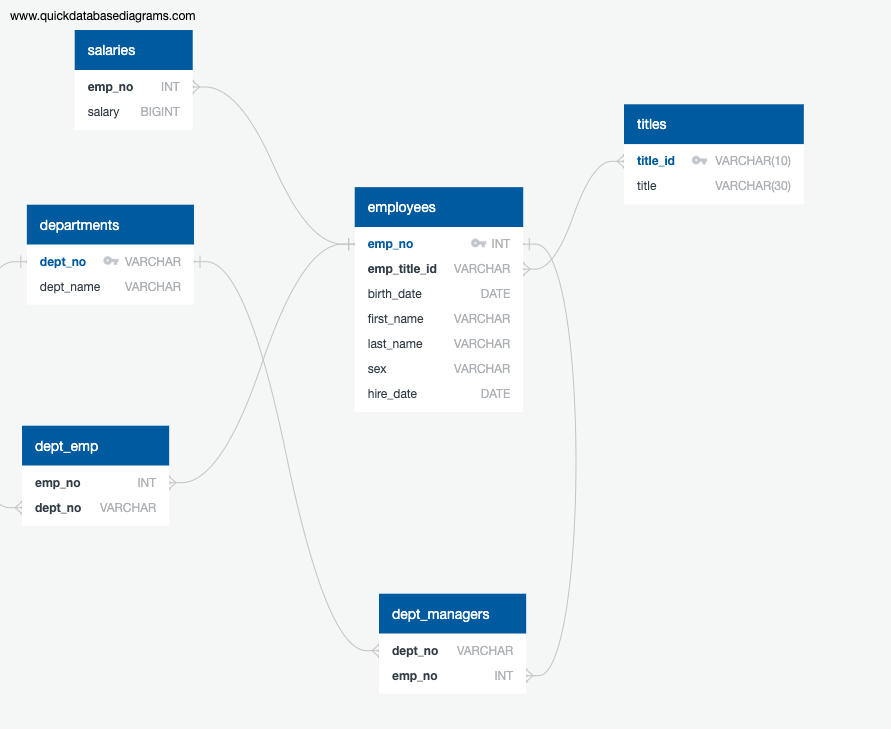 www.quickdatabasediagrams.com
salaries
emp_no INT
salary BIGINT
titles
title_id VARCHAR(10)
title VARCHAR(30)
employees
emp_no INT
emp_title_id VARCHAR
birth_date DATE
first_name VARCHAR
last_name VARCHAR
sex VARCHAR
hire_date DATE
departments
dept_no VARCHAR
dept_name VARCHAR
dept_emp
emp_no INT
dept_no VARCHAR
dept_managers
dept_no VARCHAR
emp_no INT